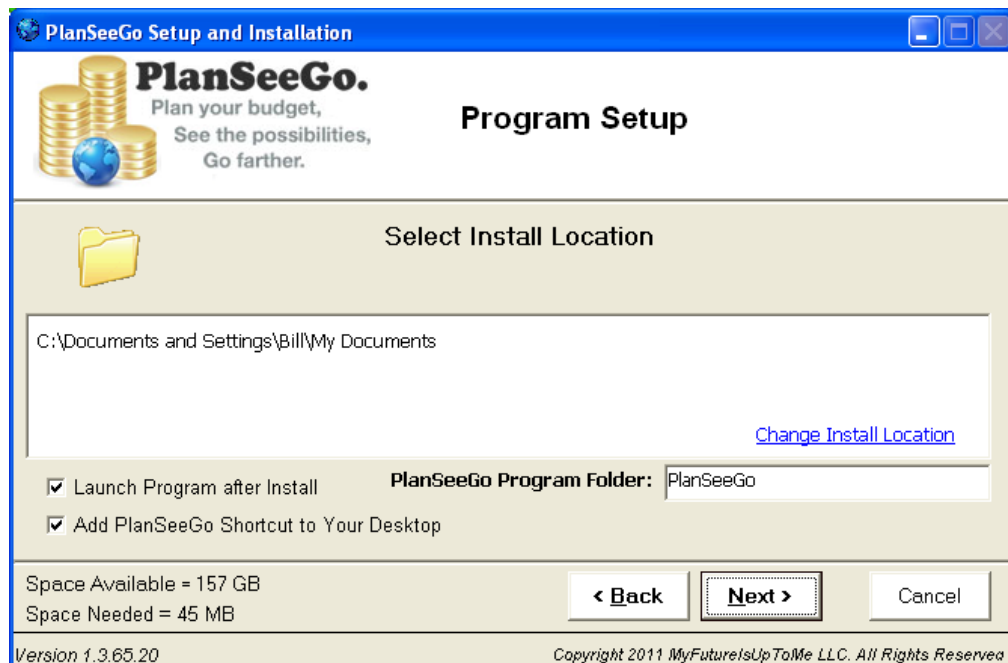 PlanSeeGo Setup and Installation
PlanSeeGo.
Plan your budget,
See the possibilities,
Go farther.
Program Setup
Select Install Location
C:\Documents and Settings\Bill\My Documents
Change Install Location
Launch Program after Install
PlanSeeGo Program Folder: PlanSeeGo
Add PlanSeeGo Shortcut to Your Desktop
Space Available = 157 GB
Space Needed = 45 MB
< Back
Next >
Cancel
Version 1.3.65.20
Copyright 2011 MyFutureIsUpToMe LLC. All Rights Reserved